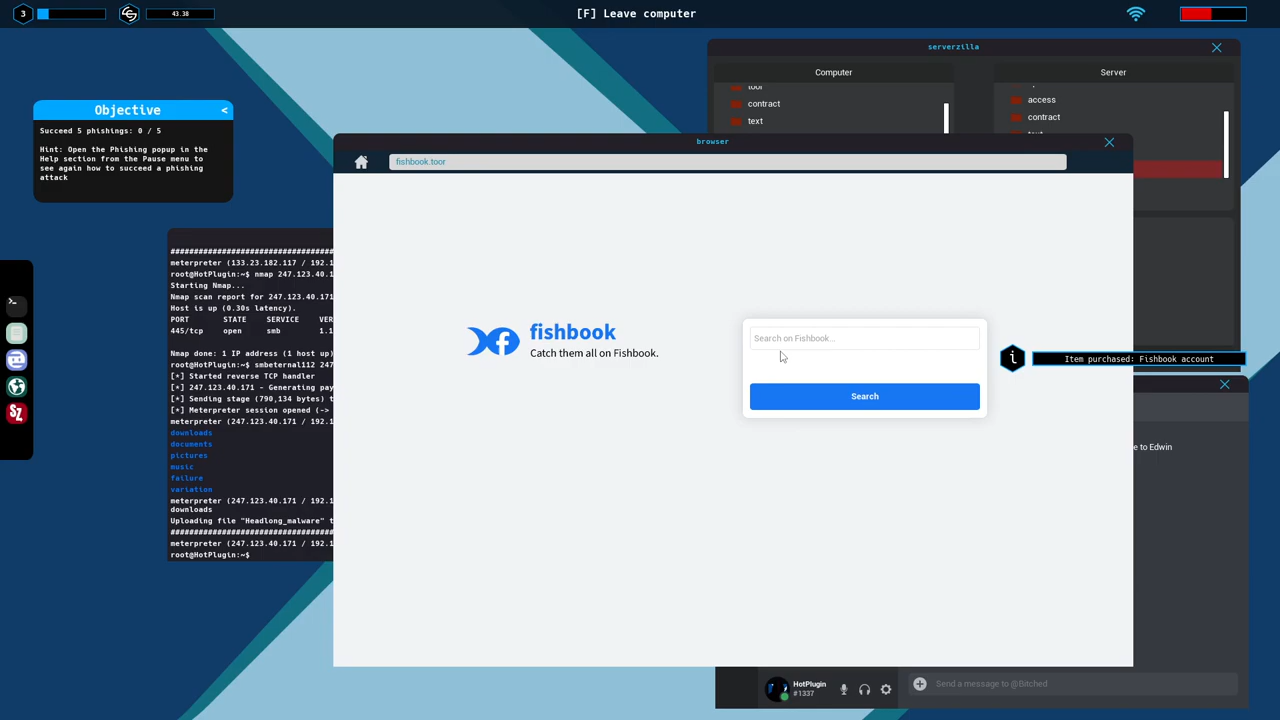 3
43.38
[F] Leave computer
serverzilla
Computer
Server
tool
contract
text
access
contract
Objective <
Succeed 5 phishings: 0 / 5
Hint: Open the Phishing popup in the
Help section from the Pause menu to
see again how to succeed a phishing
attack
browser
fishbook.toor
fishbook
Catch them all on Fishbook.
Search on Fishbook...
Search
i
Item purchased: Fishbook account
################################
meterpreter (133.23.182.117 / 192.1
root@HotPlugin:~$ nmap 247.123.40.1
Starting Nmap...
Nmap scan report for 247.123.40.171
Host is up (0.30s latency).
PORT STATE SERVICE VER
445/tcp open smb 1.1
Nmap done: 1 IP address (1 host up)
root@HotPlugin:~$ smbeternal112 247
[*] Started reverse TCP handler
[*] 247.123.40.171 - Generating pay
[*] Sending stage (790,134 bytes) t
[*] Meterpreter session opened (->
meterpreter (247.123.40.171 / 192.1
downloads
documents
pictures
music
failure
variation
meterpreter (247.123.40.171 / 192.1
downloads
Uploading file "Headlong_malware" t
################################
meterpreter (247.123.40.171 / 192.1
root@HotPlugin:~$
e to Edwin
HotPlugin
#1337
Send a message to @Bitched